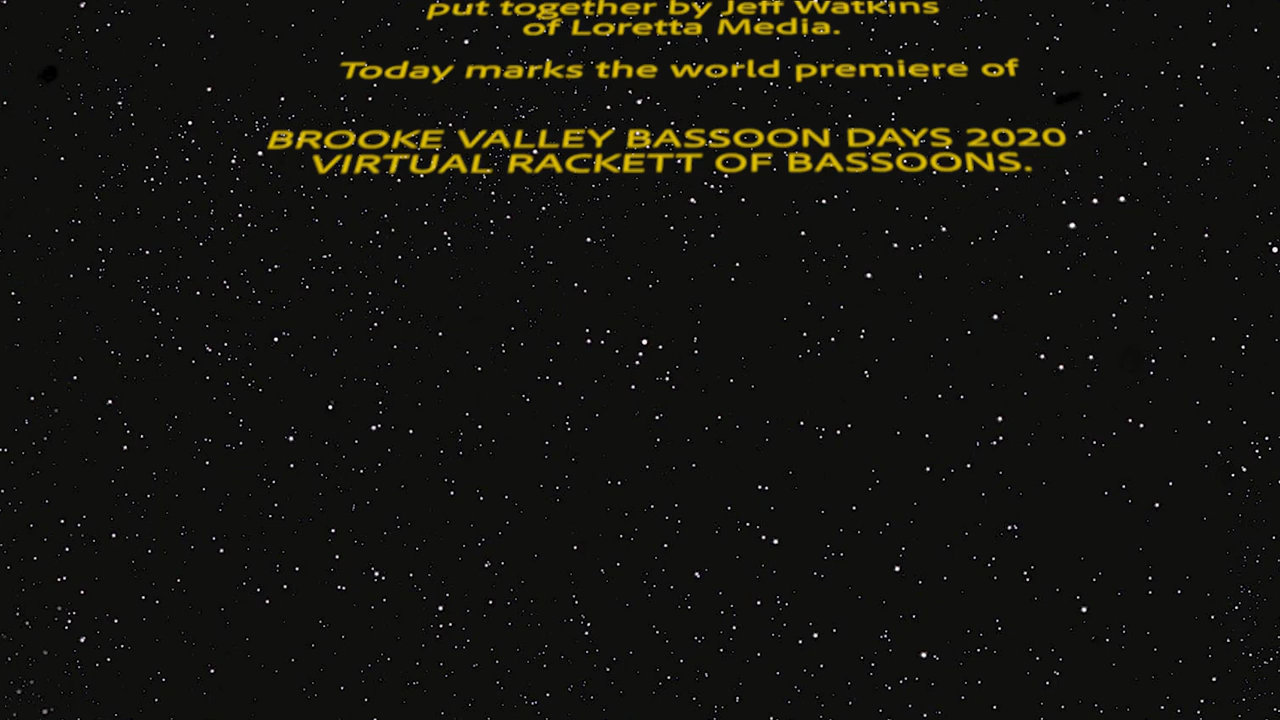 put together by Jeff Watkins
of Loretta Media.
Today marks the world premiere of
BROOKE VALLEY BASSOON DAYS 2020
VIRTUAL RACKETT OF BASSOONS.